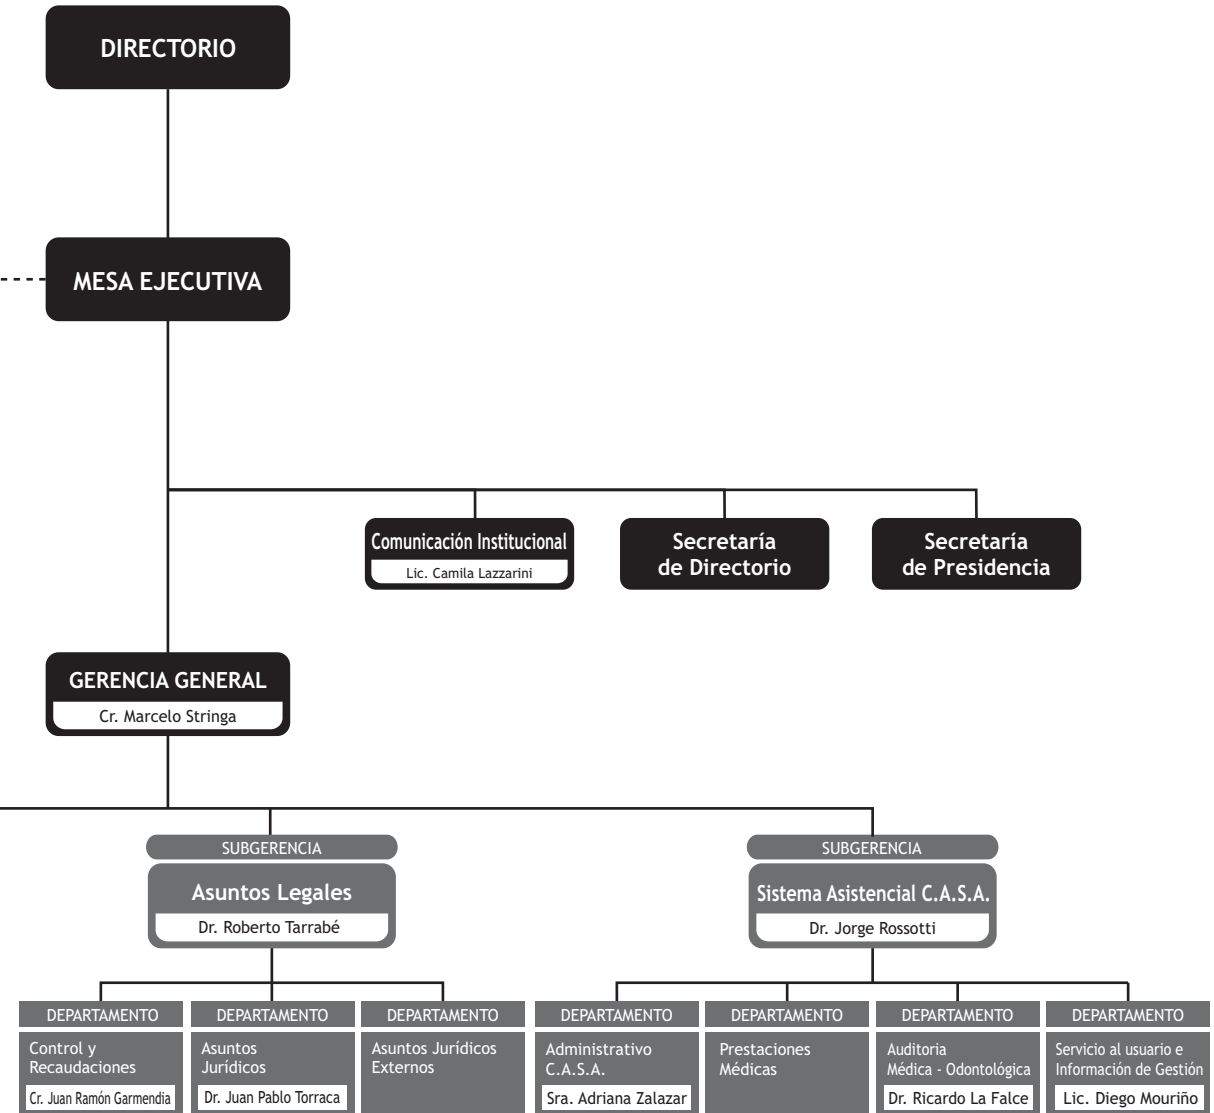 DIRECTORIO
MESA EJECUTIVA
Comunicación Institucional
Lic. Camila Lazzarini
Secretaría
de Directorio
Secretaría
de Presidencia
GERENCIA GENERAL
Cr. Marcelo Stringa
SUBGERENCIA
Asuntos Legales
Dr. Roberto Tarrabé
SUBGERENCIA
Sistema Asistencial C.A.S.A.
Dr. Jorge Rossotti
DEPARTAMENTO
Control y
Recaudaciones
Cr. Juan Ramón Garmendia
DEPARTAMENTO
Asuntos
Jurídicos
Dr. Juan Pablo Torraca
DEPARTAMENTO
Asuntos Jurídicos
Externos
DEPARTAMENTO
Administrativo
C.A.S.A.
Sra. Adriana Zalazar
DEPARTAMENTO
Prestaciones
Médicas
DEPARTAMENTO
Auditoria
Médica - Odontológica
Dr. Ricardo La Falce
DEPARTAMENTO
Servicio al usuario e
Información de Gestión
Lic. Diego Mouriño